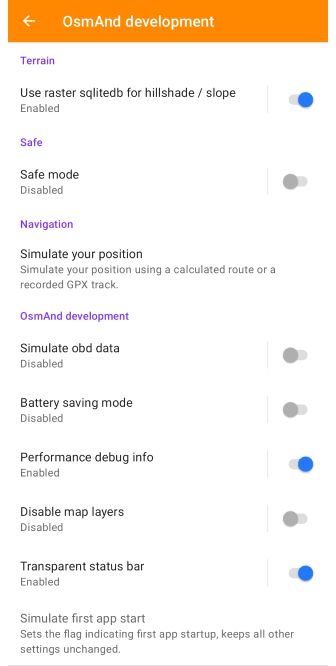 OsmAnd development
Terrain
Use raster sqlitedb for hillshade / slope
Enabled
Safe
Safe mode
Disabled
Navigation
Simulate your position
Simulate your position using a calculated route or a
recorded GPX track.
OsmAnd development
Simulate obd data
Disabled
Battery saving mode
Disabled
Performance debug info
Enabled
Disable map layers
Disabled
Transparent status bar
Enabled
Simulate first app start
Sets the flag indicating first app startup, keeps all other
settings unchanged.